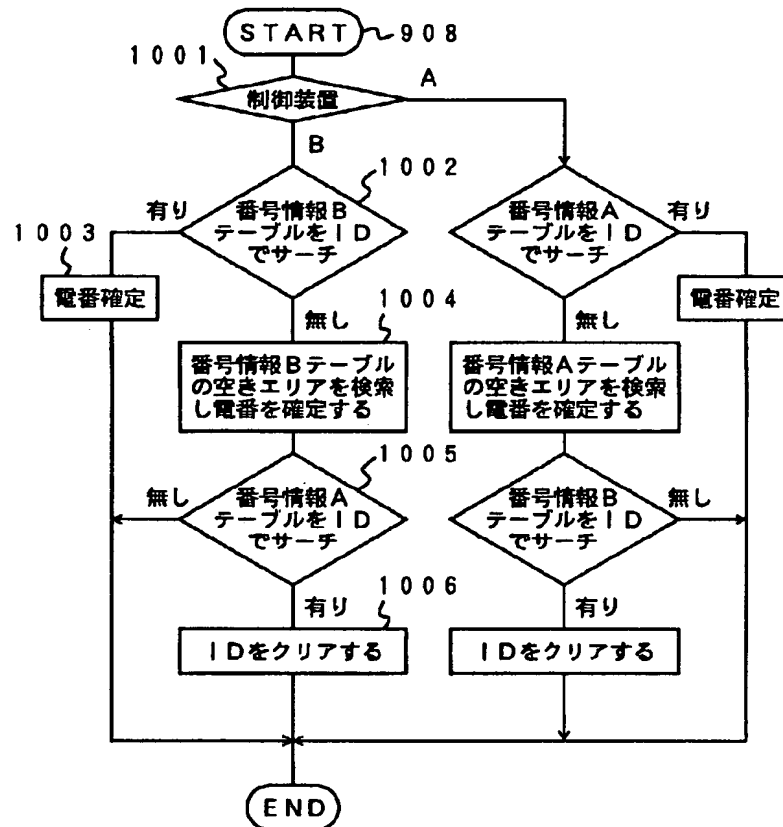 START
908
1001
制御装置
A
B
1002
有り
番号情報B
テーブルをID
でサーチ
番号情報A
テーブルをID
でサーチ
有り
1003
電番確定
電番確定
無し
1004
無し
番号情報Bテーブル
の空きエリアを検索
し電番を確定する
番号情報Aテーブル
の空きエリアを検索
し電番を確定する
1005
無し
番号情報A
テーブルをID
でサーチ
番号情報B
テーブルをID
でサーチ
無し
有り
1006
有り
IDをクリアする
IDをクリアする
END